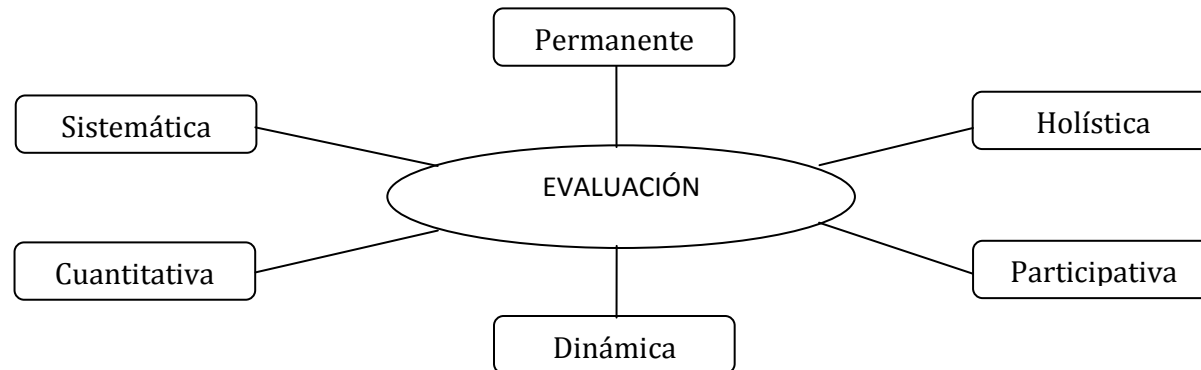 Permanente
Sistemática
Holística
EVALUACIÓN
Cuantitativa
Participativa
Dinámica